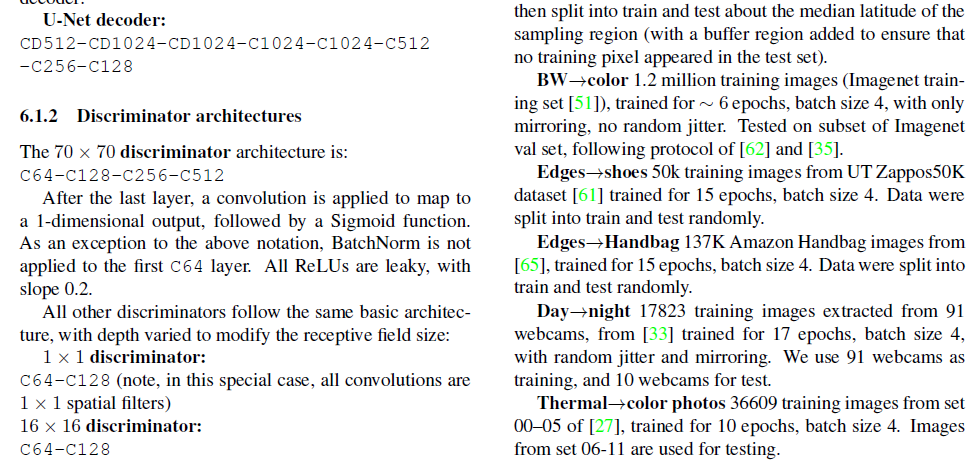 decoder:
U-Net decoder:
CD512-CD1024-CD1024-C1024-C1024-C512
-C256-C128
6.1.2 Discriminator architectures
The 70 × 70 discriminator architecture is:
C64-C128-C256-C512
After the last layer, a convolution is applied to map to
a 1-dimensional output, followed by a Sigmoid function.
As an exception to the above notation, BatchNorm is not
applied to the first C64 layer. All ReLUs are leaky, with
slope 0.2.
All other discriminators follow the same basic architec-
ture, with depth varied to modify the receptive field size:
1 × 1 discriminator:
C64-C128 (note, in this special case, all convolutions are
1 × 1 spatial filters)
16 × 16 discriminator:
C64-C128
then split into train and test about the median latitude of the
sampling region (with a buffer region added to ensure that
no training pixel appeared in the test set).
BW→color 1.2 million training images (Imagenet train-
ing set [51]), trained for ∼ 6 epochs, batch size 4, with only
mirroring, no random jitter. Tested on subset of Imagenet
val set, following protocol of [62] and [35].
Edges→shoes 50k training images from UT Zappos50K
dataset [61] trained for 15 epochs, batch size 4. Data were
split into train and test randomly.
Edges→Handbag 137K Amazon Handbag images from
[65], trained for 15 epochs, batch size 4. Data were split into
train and test randomly.
Day→night 17823 training images extracted from 91
webcams, from [33] trained for 17 epochs, batch size 4,
with random jitter and mirroring. We use 91 webcams as
training, and 10 webcams for test.
Thermal→color photos 36609 training images from set
00–05 of [27], trained for 10 epochs, batch size 4. Images
from set 06-11 are used for testing.